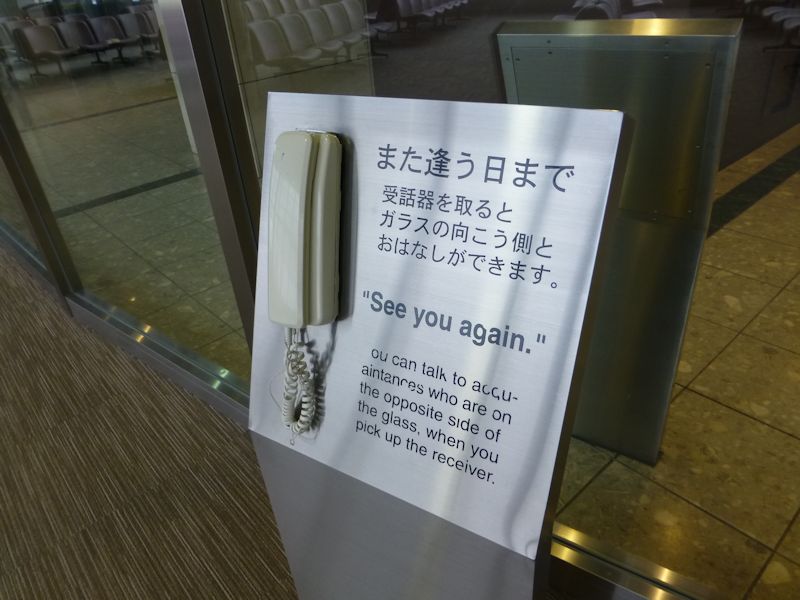 また逢う日まで
受話器を取ると
ガラスの向こう側と
おはなしができます。
"See you again."
ou can talk to accu-
aintances who are on
the opposite side of
the glass, when you
pick up the receiver.